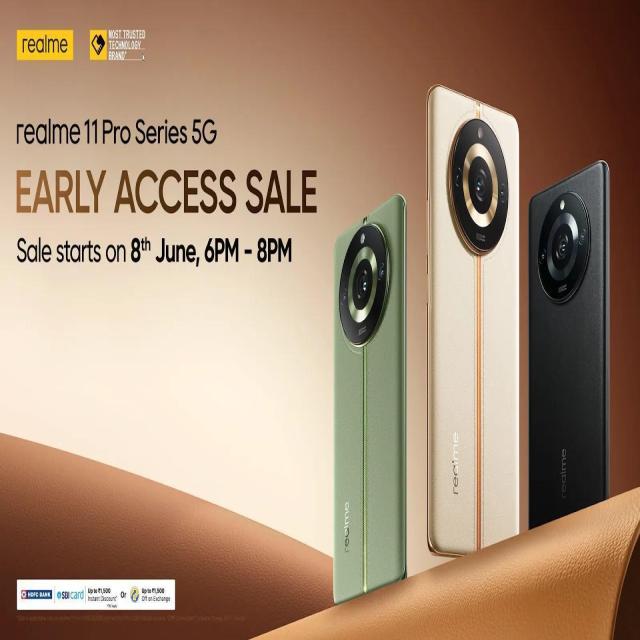 realme
MOST TRUSTED
TECHNOLOGY
BRAND*
realme 11 Pro Series 5G
EARLY ACCESS SALE
Sale starts on 8th June, 6PM - 8PM
realme
realme
realme
HDFC BANK
SBI card
Up to ₹1,500
Instant Discount*
Or
Up to ₹1,500
Off on Exchange